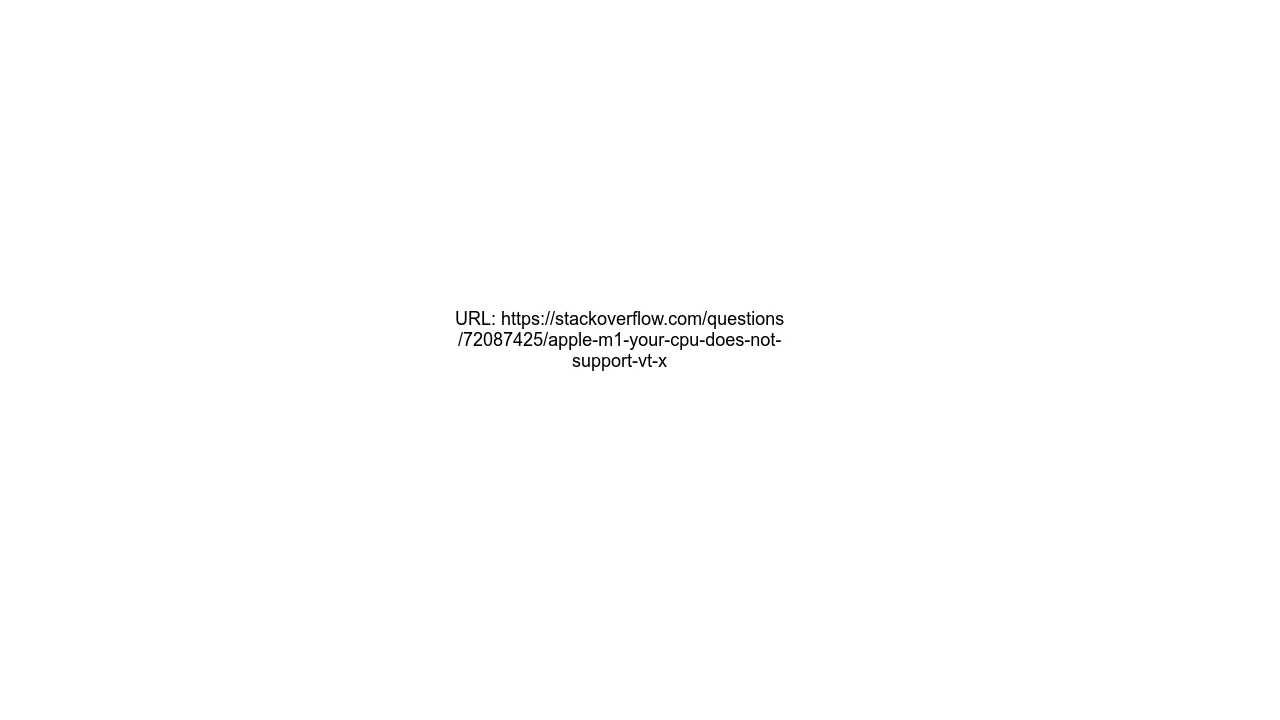 URL: https://stackoverflow.com/questions
/72087425/apple-m1-your-cpu-does-not-
support-vt-x